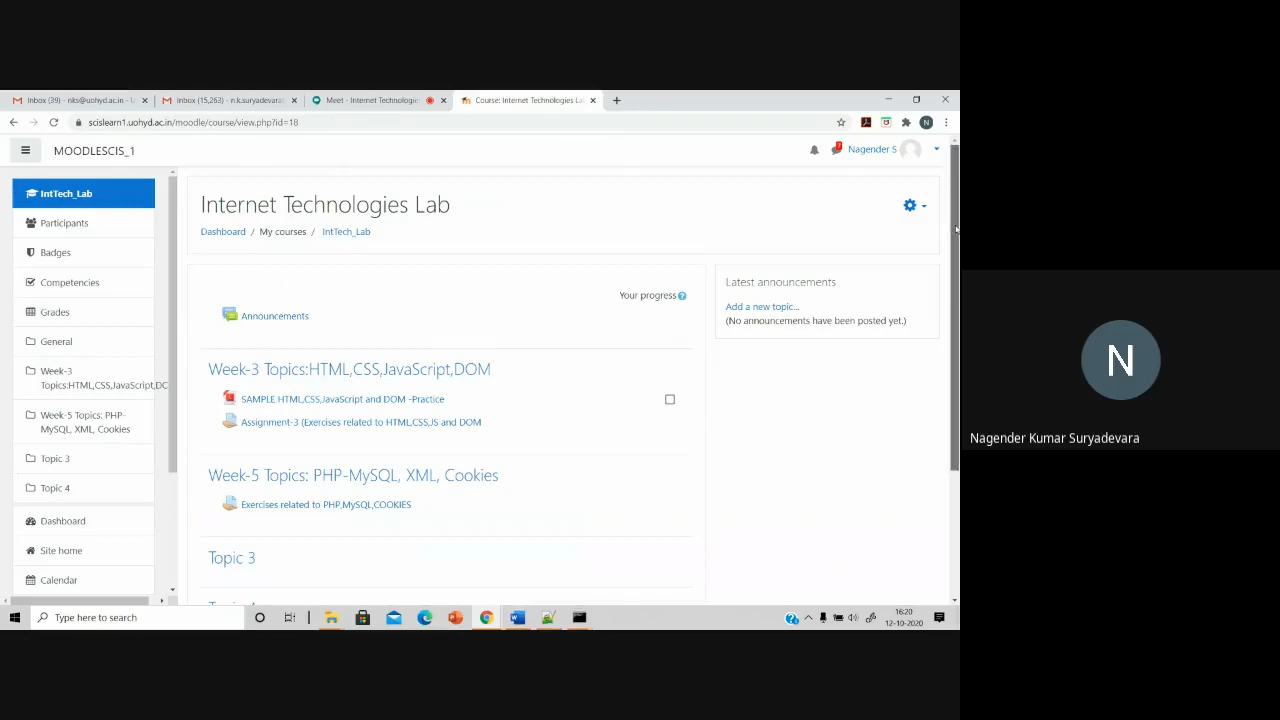 Inbox (39) - nks@uohyd.ac.in - U
Inbox (15,263) - n.k.suryadevara
Meet - Internet Technologies
Course: Internet Technologies La
scislearn1.uohyd.ac.in/moodle/course/view.php?id=18
N
MOODLESCIS_1
Nagender S
IntTech_Lab
Participants
Badges
Competencies
Grades
General
Week-3
Topics:HTML,CSS,JavaScript,DO
Week-5 Topics: PHP-
MySQL, XML, Cookies
Topic 3
Topic 4
Dashboard
Site home
Calendar
Internet Technologies Lab
Dashboard / My courses / IntTech_Lab
Your progress
Announcements
Week-3 Topics:HTML,CSS,JavaScript,DOM
SAMPLE HTML,CSS,JavaScript and DOM -Practice
Assignment-3 (Exercises related to HTML,CSS,JS and DOM
Week-5 Topics: PHP-MySQL, XML, Cookies
Exercises related to PHP,MySQL,COOKIES
Topic 3
Latest announcements
Add a new topic...
(No announcements have been posted yet.)
Type here to search
16:20
12-10-2020
N
Nagender Kumar Suryadevara